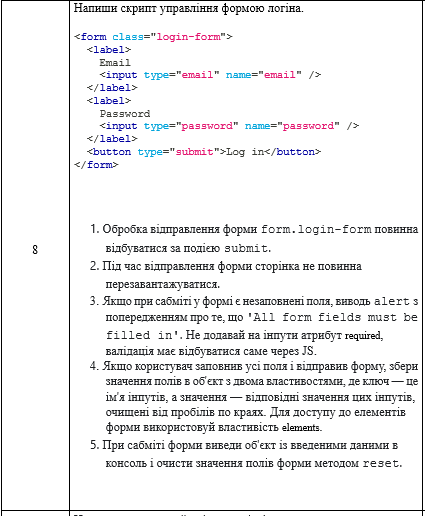 Напиши скрипт управління формою логіна.
<form class="login-form">
<label>
Email
<input type="email" name="email" />
</label>
<label>
Password
<input type="password" name="password" />
</label>
<button type="submit">Log in</button>
</form>
8
1. Обробка відправлення форми form.login-form повинна
відбуватися за подією submit.
2. Під час відправлення форми сторінка не повинна
перезавантажуватися.
3. Якщо при сабміті у формі є незаповнені поля, виводь alert з
попередженням про те, що 'All form fields must be
filled in'. Не додавай на інпути атрибут required,
валідація має відбуватися саме через JS.
4. Якщо користувач заповнив усі поля і відправив форму, збери
значення полів в об'єкт з двома властивостями, де ключ — це
ім'я інпутів, а значення — відповідні значення цих інпутів,
очищені від пробілів по краях. Для доступу до елементів
форми використовуй властивість elements.
5. При сабміті форми виведи об'єкт із введеними даними в
консоль і очисти значення полів форми методом reset.